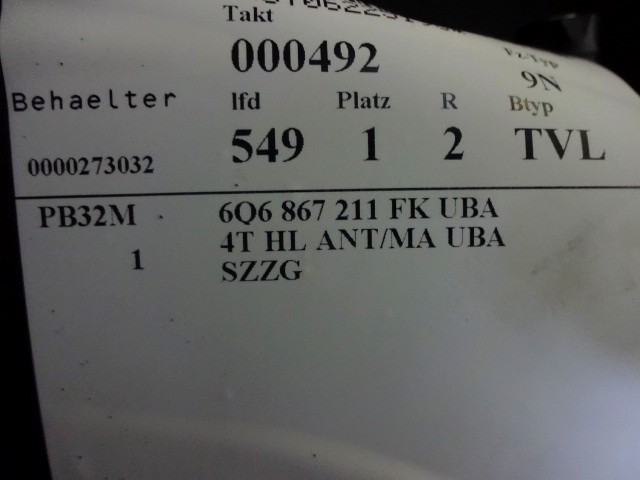 Takt
000492
9N
Behaelter lfd Platz R Btyp
0000273032 549 1 2 TVL
PB32M 6Q6 867 211 FK UBA
4T HL ANT/MA UBA
1
SZZG